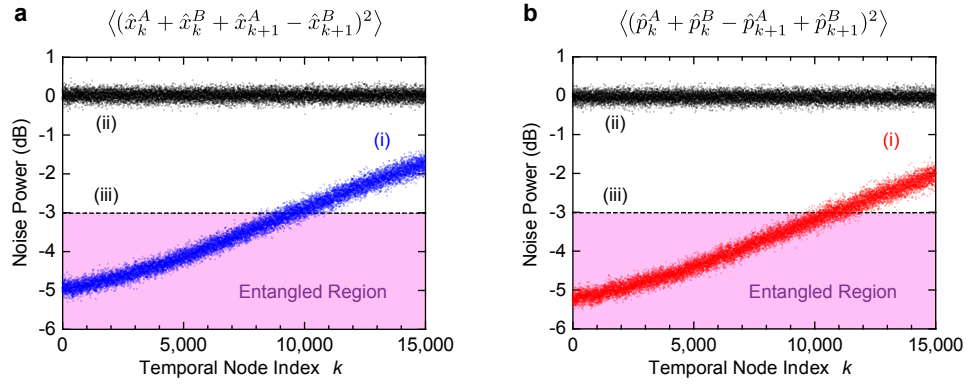 a
⟨(x̂ₖᴬ + x̂ₖᴮ + x̂ₖ₊₁ᴬ − x̂ₖ₊₁ᴮ)²⟩
1
0
-1
-2
-3
-4
-5
-6
Noise Power (dB)
(ii)
(i)
(iii)
Entangled Region
0
5,000
10,000
15,000
Temporal Node Index k
b
⟨(p̂ₖᴬ + p̂ₖᴮ − p̂ₖ₊₁ᴬ + p̂ₖ₊₁ᴮ)²⟩
1
0
-1
-2
-3
-4
-5
-6
Noise Power (dB)
(ii)
(i)
(iii)
Entangled Region
0
5,000
10,000
15,000
Temporal Node Index k